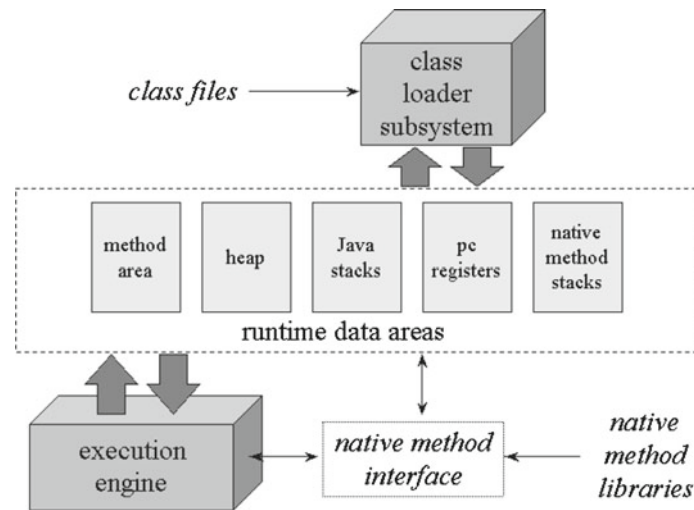 class files
class
loader
subsystem
method
area
heap
Java
stacks
pc
registers
native
method
stacks
runtime data areas
execution
engine
native method
interface
native
method
libraries